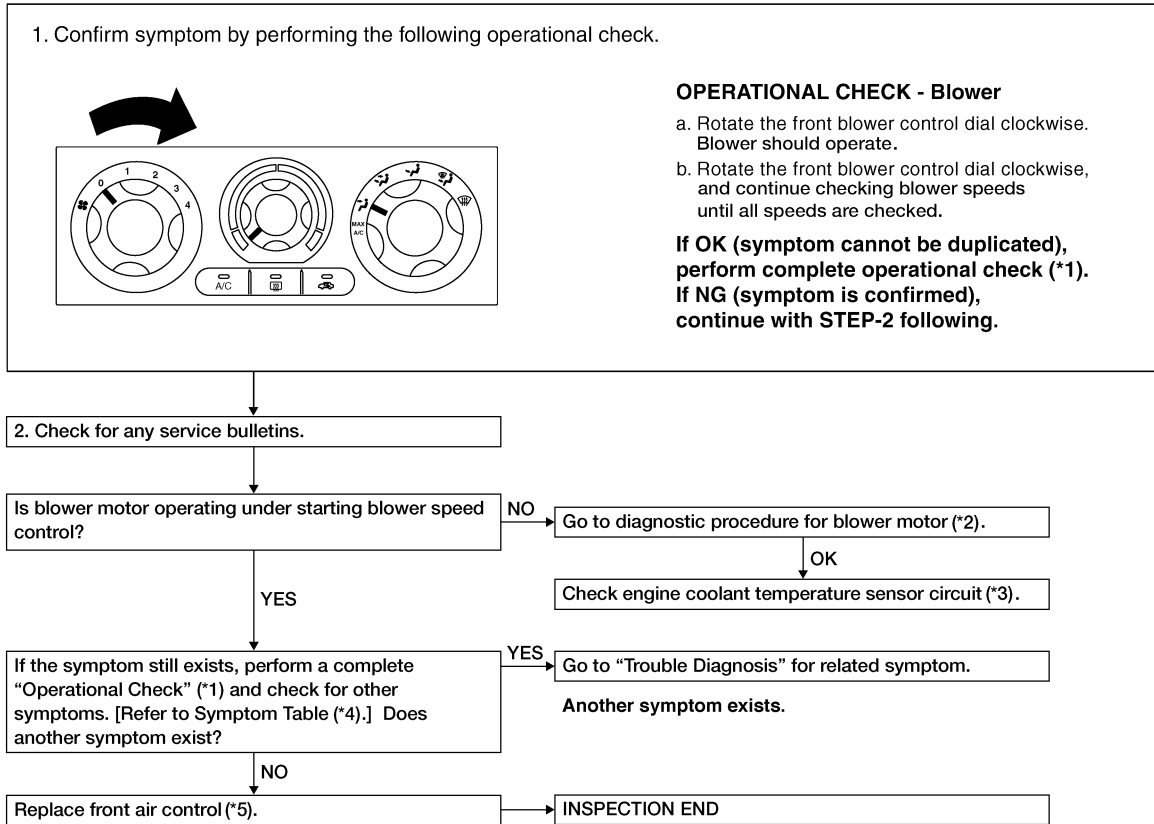 1. Confirm symptom by performing the following operational check.
0 1 2 3 4
MAX
A/C
A/C
OPERATIONAL CHECK - Blower
a. Rotate the front blower control dial clockwise.
Blower should operate.
b. Rotate the front blower control dial clockwise,
and continue checking blower speeds
until all speeds are checked.
If OK (symptom cannot be duplicated),
perform complete operational check (*1).
If NG (symptom is confirmed),
continue with STEP-2 following.
2. Check for any service bulletins.
Is blower motor operating under starting blower speed
control?
NO
Go to diagnostic procedure for blower motor (*2).
OK
Check engine coolant temperature sensor circuit (*3).
YES
If the symptom still exists, perform a complete
“Operational Check” (*1) and check for other
symptoms. [Refer to Symptom Table (*4).] Does
another symptom exist?
YES
Go to “Trouble Diagnosis” for related symptom.
Another symptom exists.
NO
Replace front air control (*5).
INSPECTION END